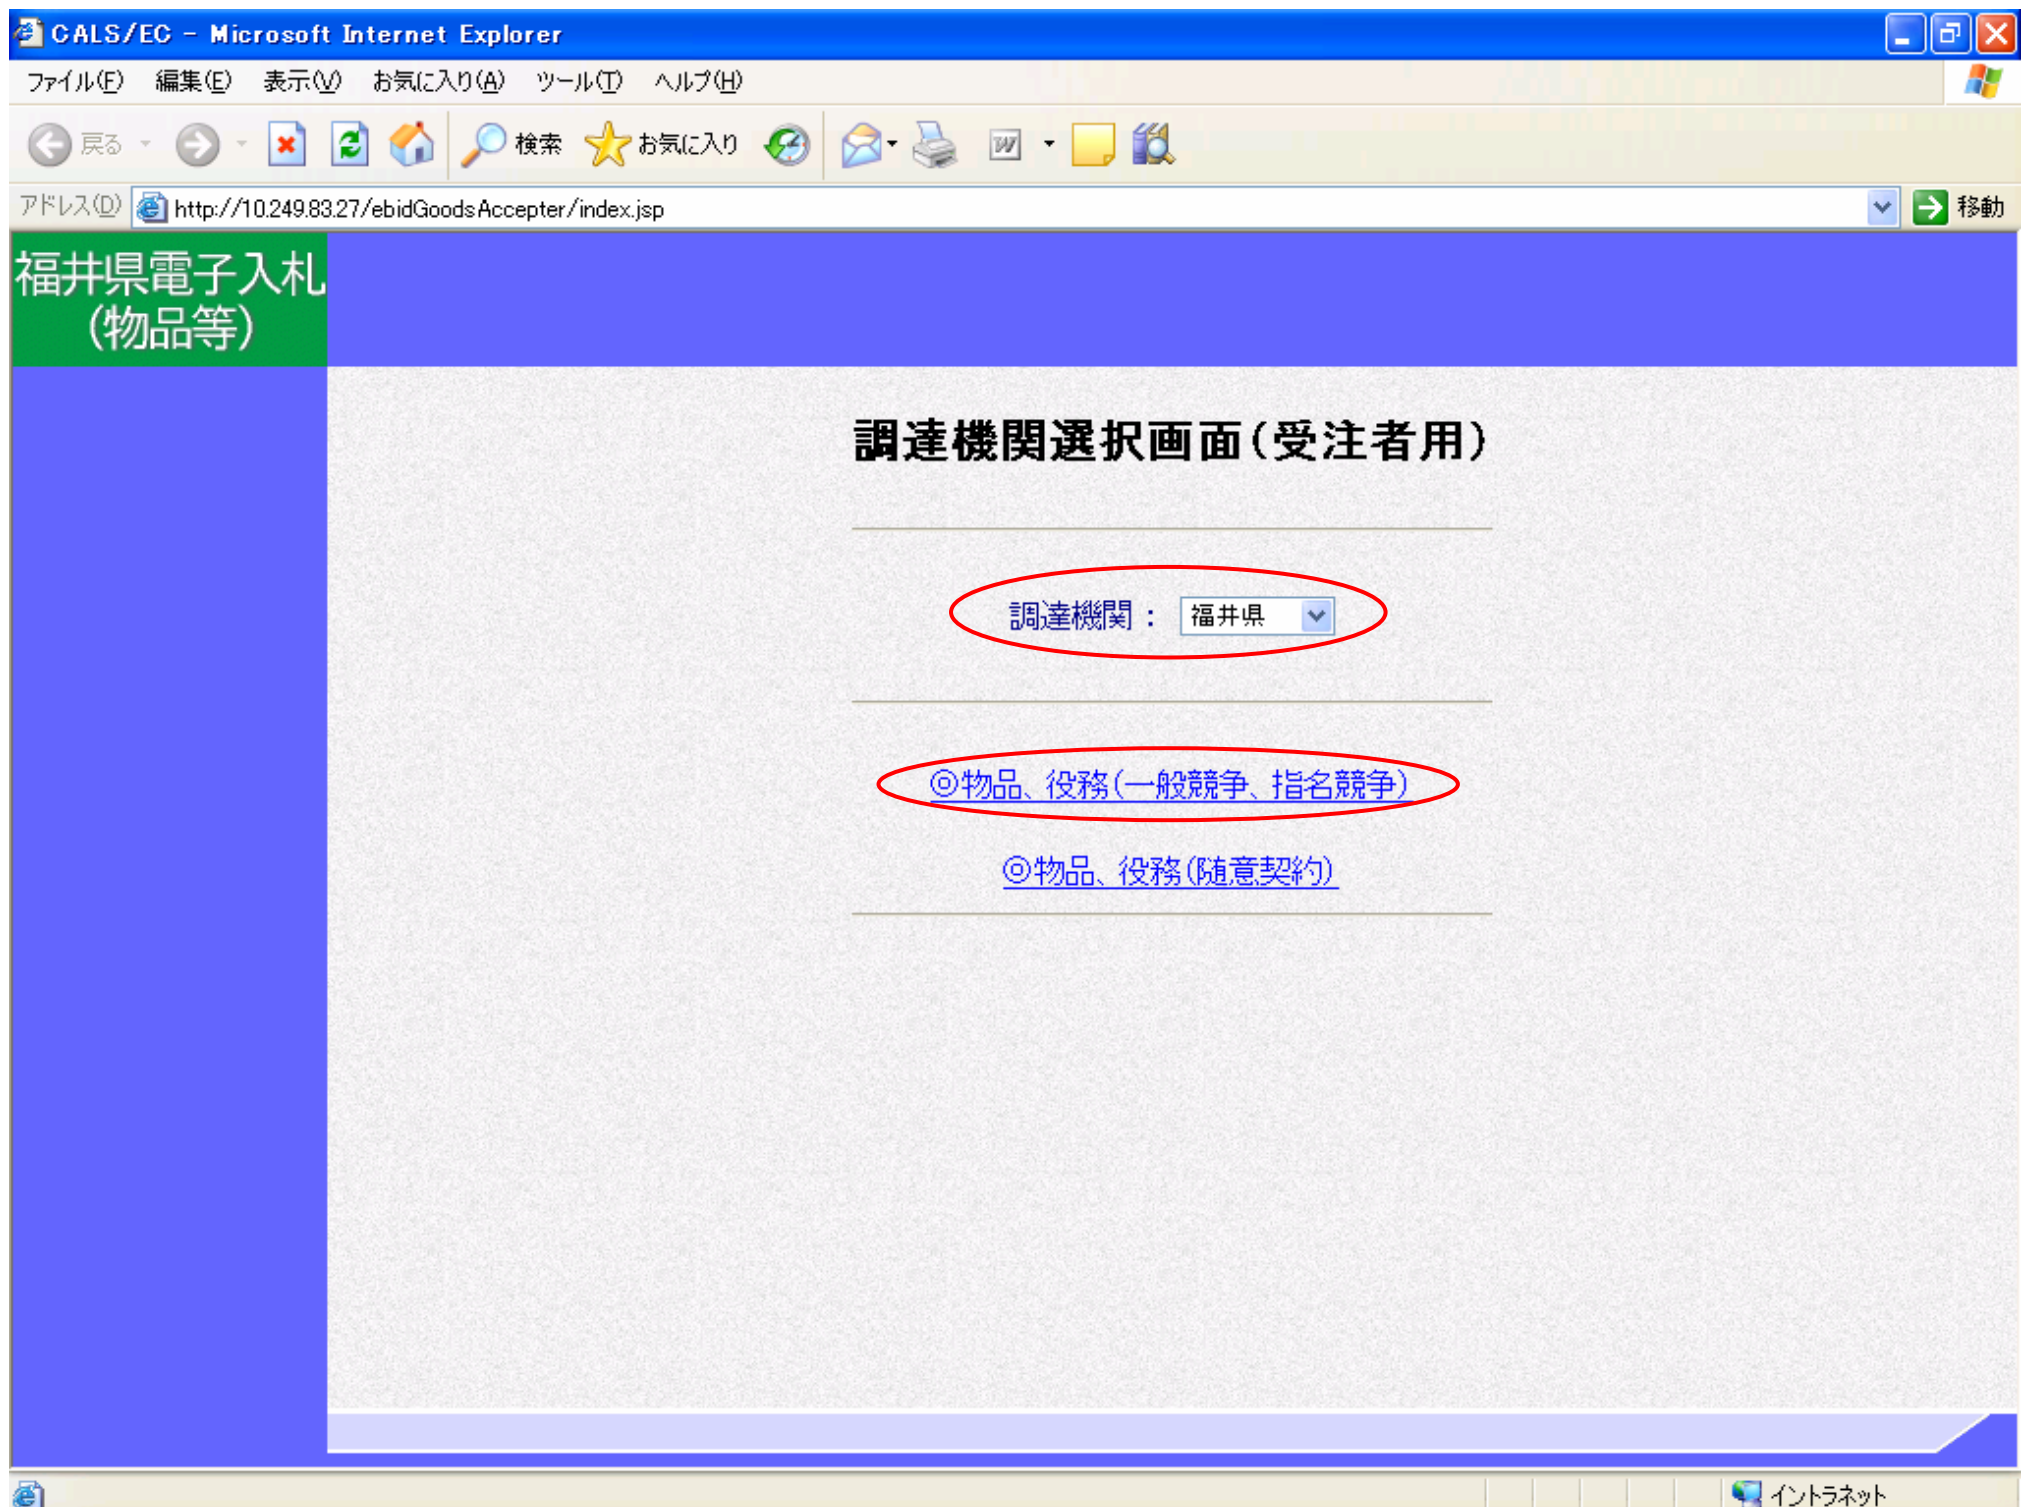 CALS/EC - Microsoft Internet Explorer
ファイル(F) 編集(E) 表示(V) お気に入り(A) ツール(T) ヘルプ(H)
戻る 検索 お気に入り
アドレス(D) http://10.249.83.27/ebidGoodsAccepter/index.jsp 移動
福井県電子入札
(物品等)
調達機関選択画面(受注者用)
調達機関： 福井県
◎物品、役務(一般競争、指名競争)
◎物品、役務(随意契約)
イントラネット